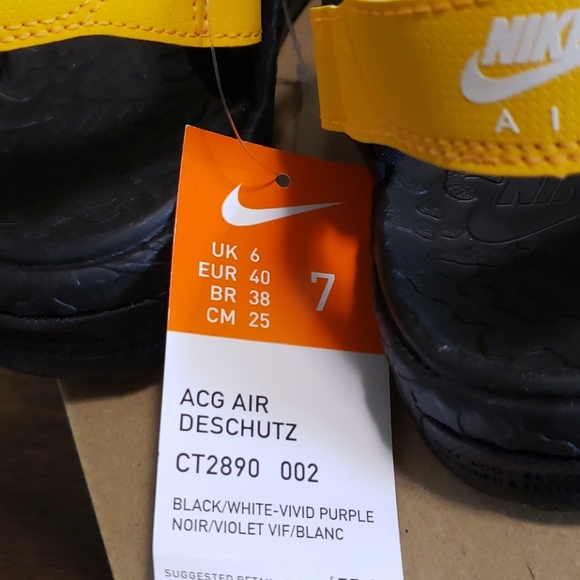 NIKE
AIR
UK 6
EUR 40
BR 38
CM 25
7
ACG AIR
DESCHUTZ
CT2890 002
BLACK/WHITE-VIVID PURPLE
NOIR/VIOLET VIF/BLANC
SUGGESTED RETAIL